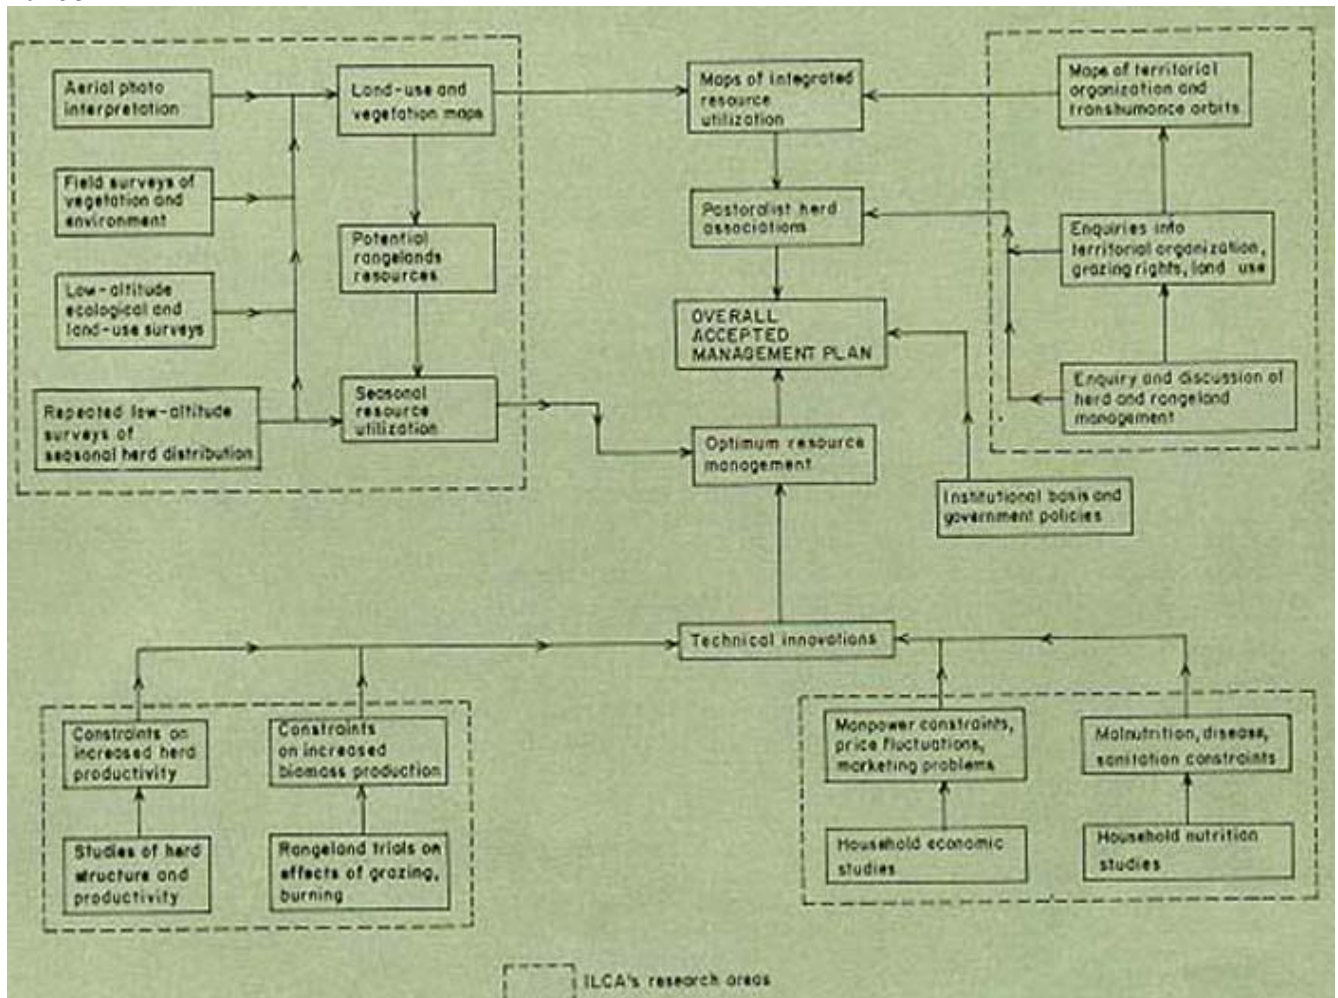 Aerial photo
interpretation
Land-use and
vegetation maps
Maps of integrated
resource
utilization
Maps of territorial
organization and
transhumance orbits
Field surveys of
vegetation and
environment
Potential
rangelands
resources
Pastoralist herd
associations
Enquiries into
territorial organization,
grazing rights, land use
Low-altitude
ecological and
land-use surveys
OVERALL
ACCEPTED
MANAGEMENT PLAN
Repeated low-altitude
surveys of
seasonal herd distribution
Seasonal
resource
utilization
Optimum resource
management
Enquiry and discussion of
herd and rangeland
management
Institutional basis and
government policies
Technical innovations
Constraints on
increased herd
productivity
Constraints
on increased
biomass production
Manpower constraints,
price fluctuations,
marketing problems
Malnutrition, disease,
sanitation constraints
Studies of herd
structure and
productivity
Rangeland trials on
effects of grazing,
burning
Household economic
studies
Household nutrition
studies
ILCA's research areas